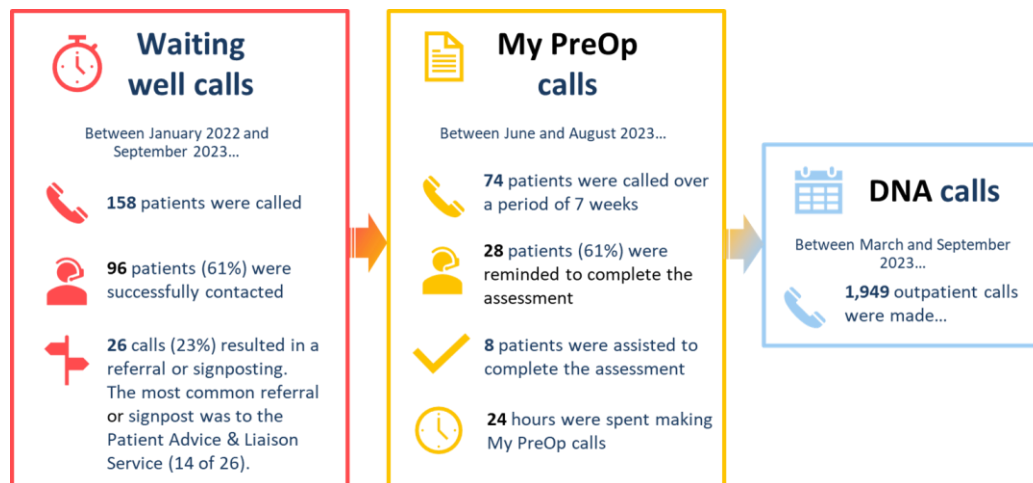 Waiting
well calls
Between January 2022 and
September 2023...
158 patients were called
96 patients (61%) were
successfully contacted
26 calls (23%) resulted in a
referral or signposting.
The most common referral
or signpost was to the
Patient Advice & Liaison
Service (14 of 26).
My PreOp
calls
Between June and August 2023...
74 patients were called over
a period of 7 weeks
28 patients (61%) were
reminded to complete the
assessment
8 patients were assisted to
complete the assessment
24 hours were spent making
My PreOp calls
DNA calls
Between March and September
2023...
1,949 outpatient calls
were made...